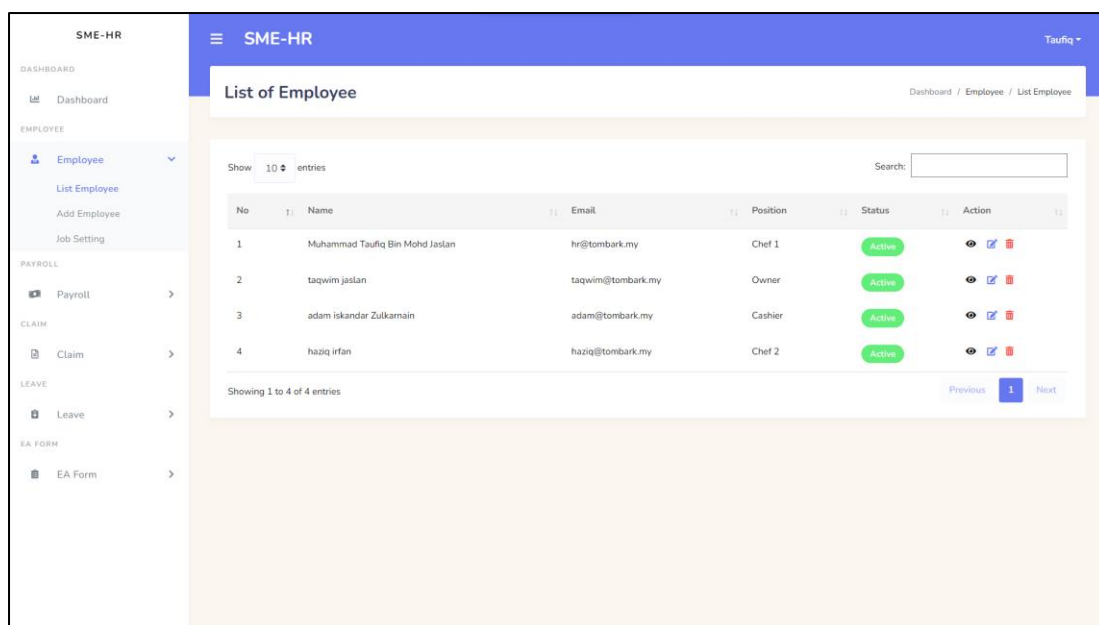 SME-HR
DASHBOARD
Dashboard
EMPLOYEE
Employee
List Employee
Add Employee
Job Setting
PAYROLL
Payroll
CLAIM
Claim
LEAVE
Leave
EA FORM
EA Form
SME-HR
Taufiq
List of Employee
Dashboard / Employee / List Employee
Show 10 entries
Search:
No Name Email Position Status Action
1 Muhammad Taufiq Bin Mohd Jaslan hr@tombark.my Chef 1 Active
2 taqwim jaslan taqwim@tombark.my Owner Active
3 adam iskandar Zulkarnain adam@tombark.my Cashier Active
4 haziq irfan haziq@tombark.my Chef 2 Active
Showing 1 to 4 of 4 entries
Previous 1 Next